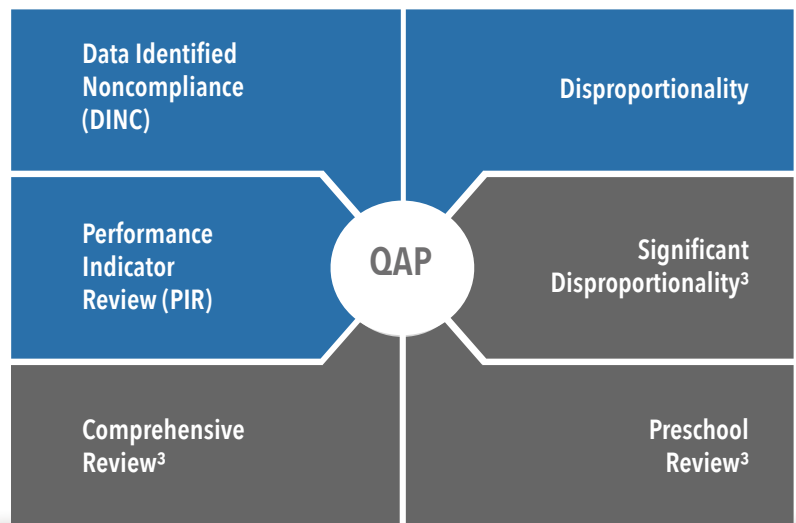 Data Identified
Noncompliance
(DINC)
Disproportionality
Performance
Indicator
Review (PIR)
QAP
Significant
Disproportionality³
Comprehensive
Review³
Preschool
Review³